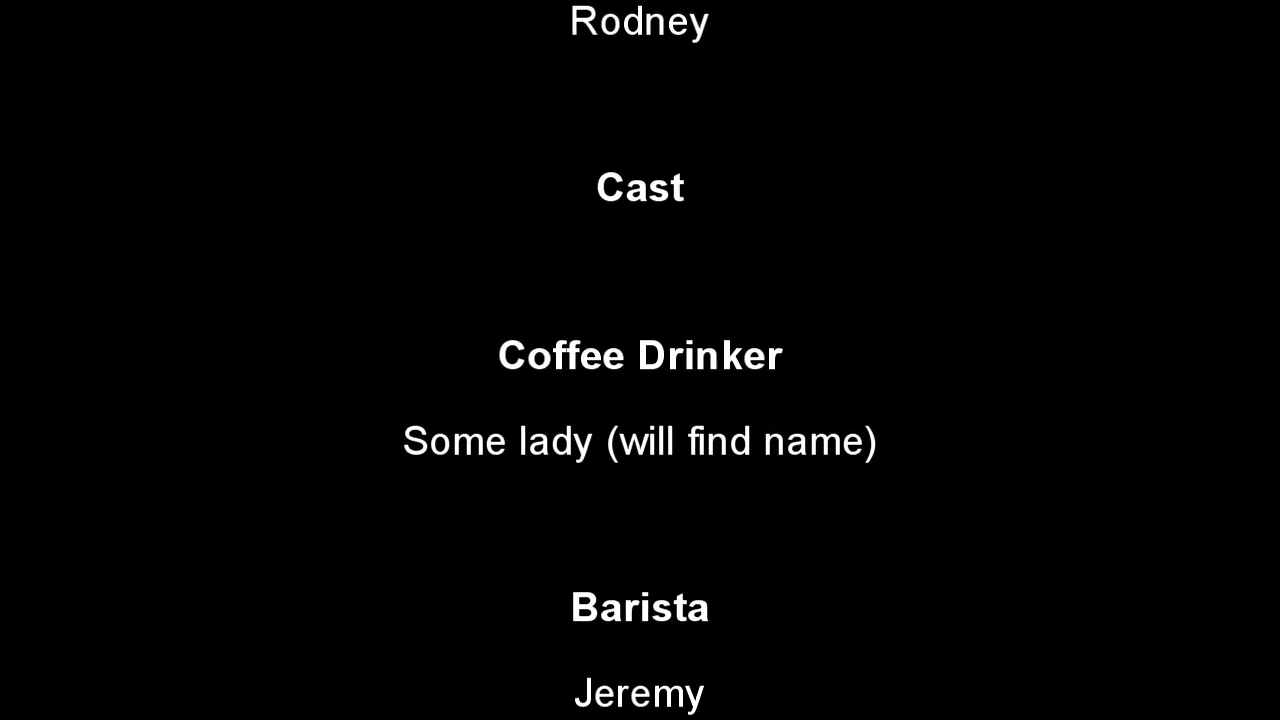 Rodney
Cast
Coffee Drinker
Some lady (will find name)
Barista
Jeremy